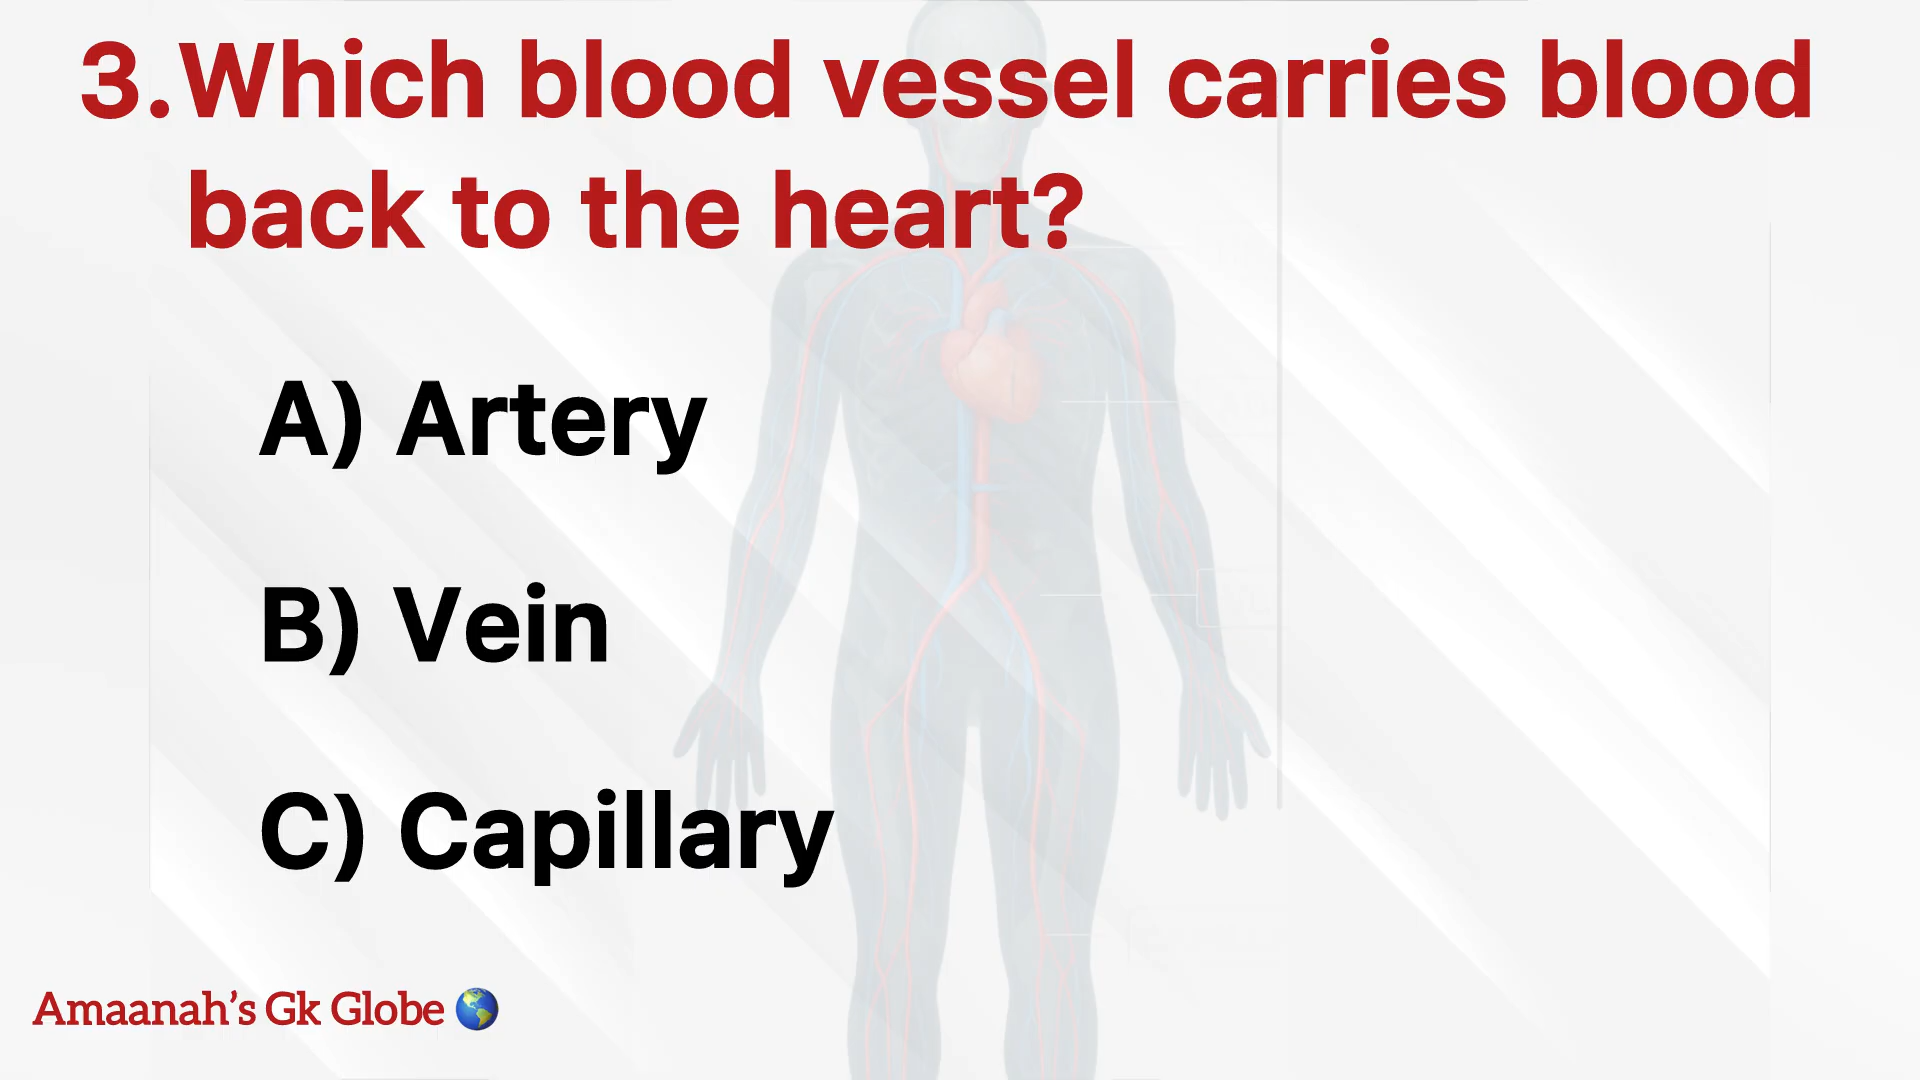 3.Which blood vessel carries blood
back to the heart?
A) Artery
B) Vein
C) Capillary
Amaanah’s Gk Globe 🌎